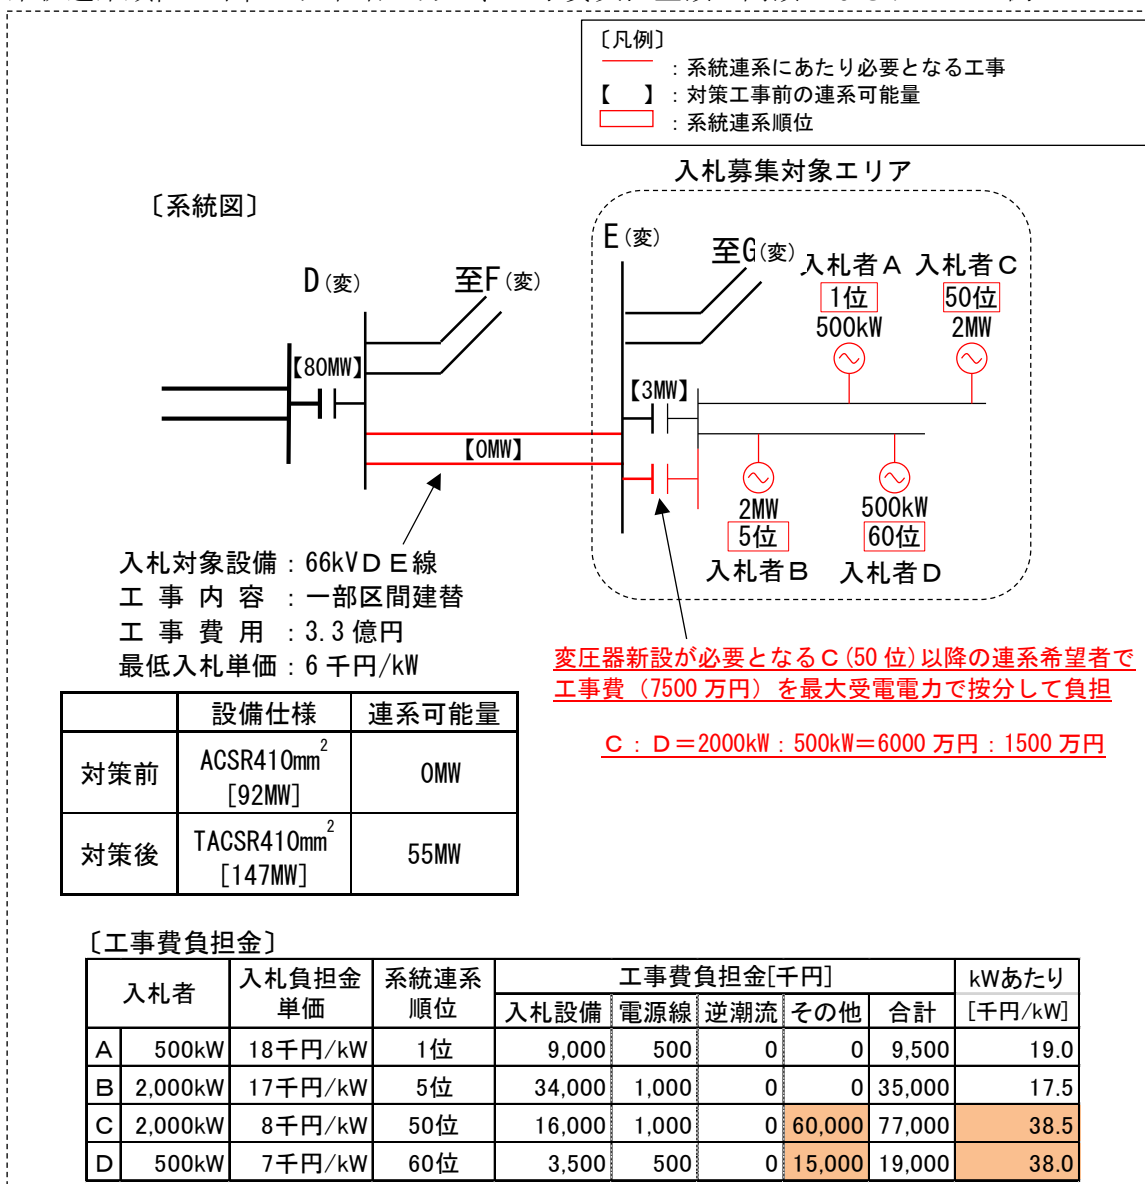 〔凡例〕
：系統連系にあたり必要となる工事
【　】：対策工事前の連系可能量
：系統連系順位
入札募集対象エリア
〔系統図〕
E(変)
至G(変)
入札者A 入札者C
D(変)
至F(変)
1位 50位
500kW 2MW
【80MW】
【3MW】
【0MW】
2MW 500kW
5位 60位
入札者B 入札者D
入札対象設備：66kVDE線
工事内容：一部区間建替
工事費用：3.3億円
最低入札単価：6千円/kW
変圧器新設が必要となるC(50位)以降の連系希望者で
工事費（7500万円）を最大受電電力で按分して負担
C：D＝2000kW：500kW＝6000万円：1500万円
設備仕様 連系可能量
対策前 ACSR410mm² [92MW] 0MW
対策後 TACSR410mm² [147MW] 55MW
〔工事費負担金〕
入札者 入札負担金単価 系統連系順位 工事費負担金[千円] kWあたり[千円/kW]
入札設備 電源線 逆潮流 その他 合計
A 500kW 18千円/kW 1位 9,000 500 0 0 9,500 19.0
B 2,000kW 17千円/kW 5位 34,000 1,000 0 0 35,000 17.5
C 2,000kW 8千円/kW 50位 16,000 1,000 0 60,000 77,000 38.5
D 500kW 7千円/kW 60位 3,500 500 0 15,000 19,000 38.0